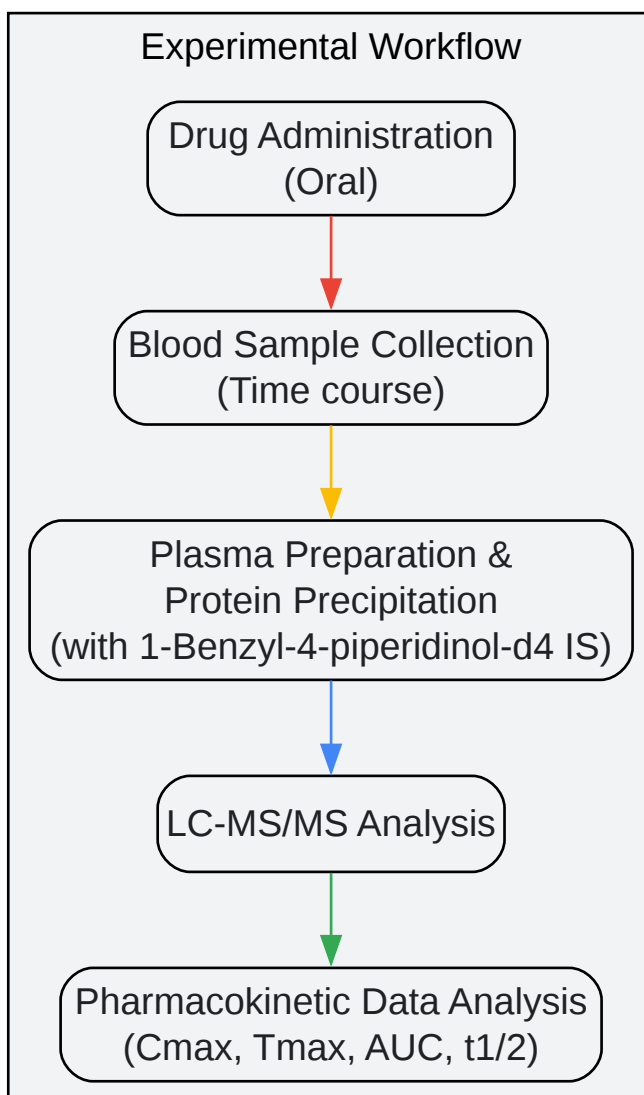 Experimental Workflow
Drug Administration
(Oral)
Blood Sample Collection
(Time course)
Plasma Preparation &
Protein Precipitation
(with 1-Benzyl-4-piperidinol-d4 IS)
LC-MS/MS Analysis
Pharmacokinetic Data Analysis
(Cmax, Tmax, AUC, t1/2)